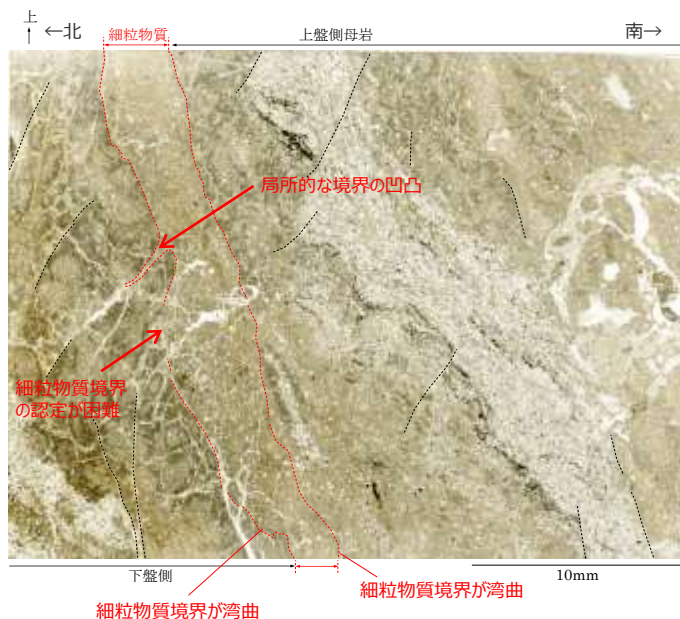 上
←北
細粒物質
上盤側母岩
南→
局所的な境界の凹凸
細粒物質境界
の認定が困難
下盤側
10mm
細粒物質境界が湾曲
細粒物質境界が湾曲